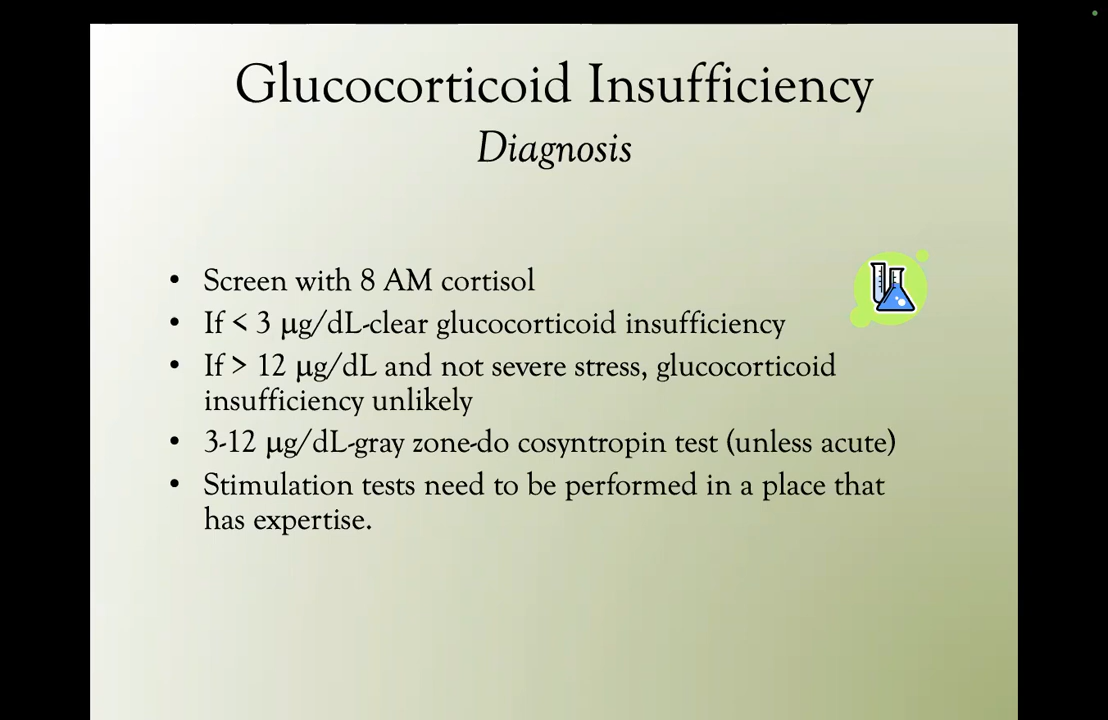 Glucocorticoid Insufficiency
Diagnosis
• Screen with 8 AM cortisol
• If < 3 µg/dL-clear glucocorticoid insufficiency
• If > 12 µg/dL and not severe stress, glucocorticoid
insufficiency unlikely
• 3-12 µg/dL-gray zone-do cosyntropin test (unless acute)
• Stimulation tests need to be performed in a place that
has expertise.